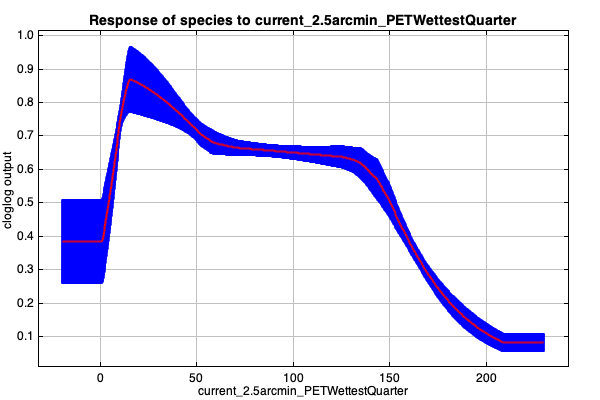 Response of species to current_2.5arcmin_PETWettestQuarter
1.0
0.9
0.8
0.7
0.6
0.5
0.4
0.3
0.2
0.1
cloglog output
0 50 100 150 200
current_2.5arcmin_PETWettestQuarter